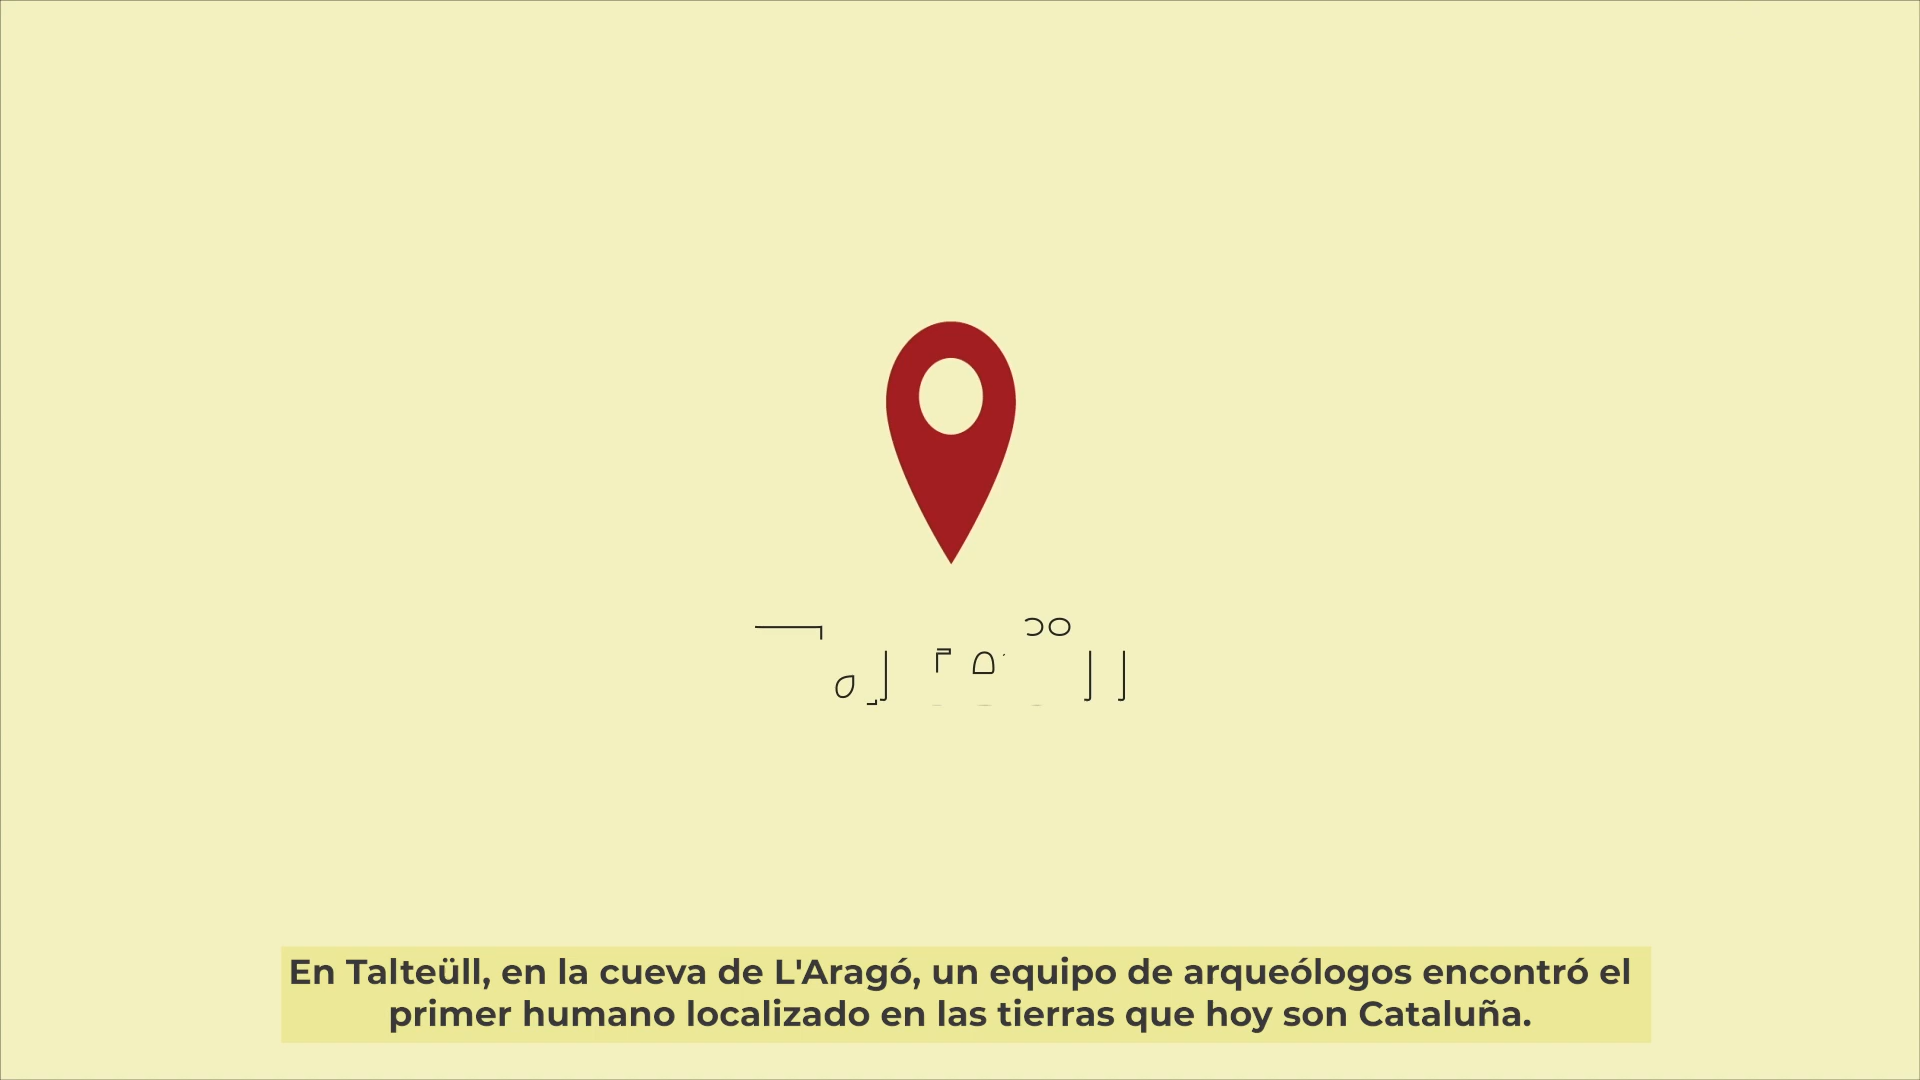 En Talteüll, en la cueva de L'Aragó, un equipo de arqueólogos encontró el
primer humano localizado en las tierras que hoy son Cataluña.